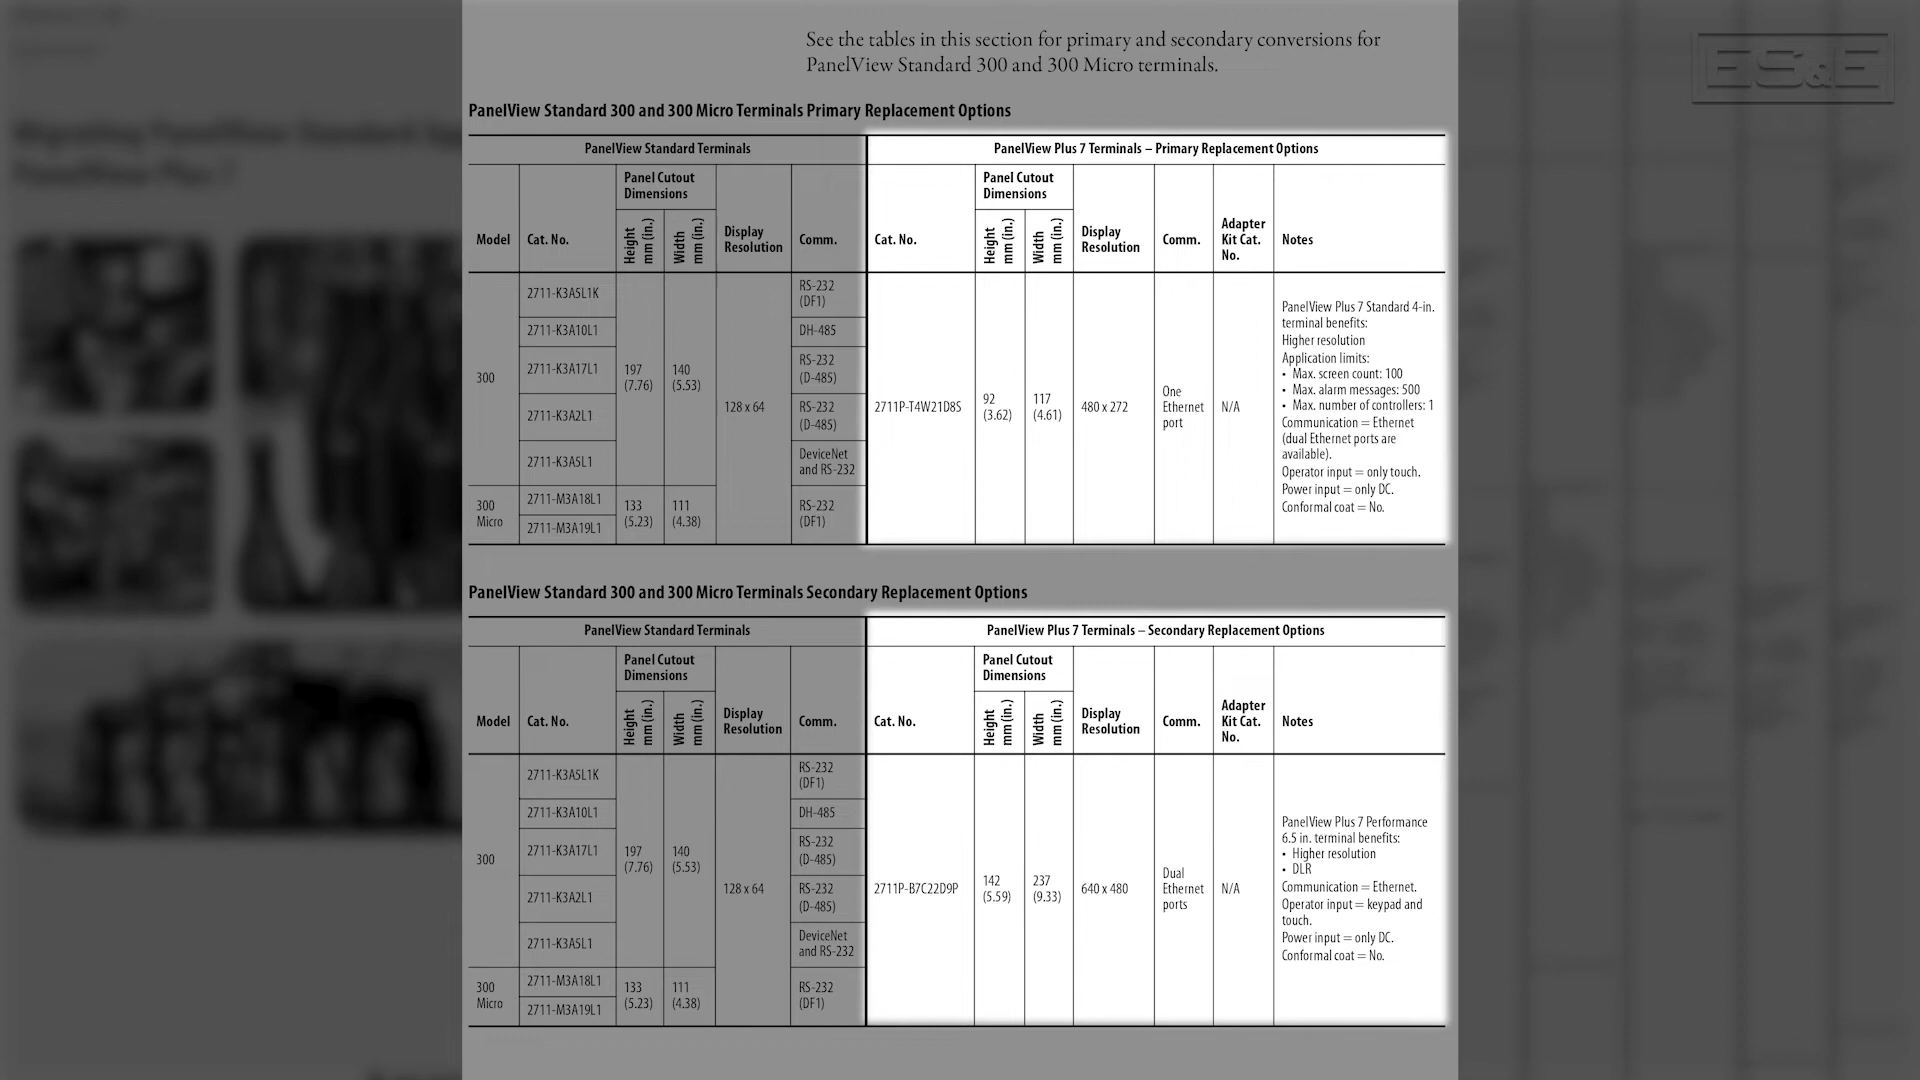 See the tables in this section for primary and secondary conversions for
PanelView Standard 300 and 300 Micro terminals.
ES&E
PanelView Standard 300 and 300 Micro Terminals Primary Replacement Options
PanelView Standard Terminals
PanelView Plus 7 Terminals – Primary Replacement Options
Model
Cat. No.
Panel Cutout
Dimensions
Height
mm (in.)
Width
mm (in.)
Display
Resolution
Comm.
Cat. No.
Panel Cutout
Dimensions
Height
mm (in.)
Width
mm (in.)
Display
Resolution
Comm.
Adapter
Kit Cat.
No.
Notes
300
2711-K3A5L1K
2711-K3A10L1
2711-K3A17L1
2711-K3A2L1
2711-K3A5L1
197
(7.76)
140
(5.53)
128 x 64
RS-232
(DF1)
DH-485
RS-232
(D-485)
RS-232
(D-485)
DeviceNet
and RS-232
300
Micro
2711-M3A18L1
2711-M3A19L1
133
(5.23)
111
(4.38)
RS-232
(DF1)
2711P-T4W21D8S
92
(3.62)
117
(4.61)
480 x 272
One
Ethernet
port
N/A
PanelView Plus 7 Standard 4-in.
terminal benefits:
Higher resolution
Application limits:
• Max. screen count: 100
• Max. alarm messages: 500
• Max. number of controllers: 1
Communication = Ethernet
(dual Ethernet ports are
available).
Operator input = only touch.
Power input = only DC.
Conformal coat = No.
PanelView Standard 300 and 300 Micro Terminals Secondary Replacement Options
PanelView Standard Terminals
PanelView Plus 7 Terminals – Secondary Replacement Options
Model
Cat. No.
Panel Cutout
Dimensions
Height
mm (in.)
Width
mm (in.)
Display
Resolution
Comm.
Cat. No.
Panel Cutout
Dimensions
Height
mm (in.)
Width
mm (in.)
Display
Resolution
Comm.
Adapter
Kit Cat.
No.
Notes
300
2711-K3A5L1K
2711-K3A10L1
2711-K3A17L1
2711-K3A2L1
2711-K3A5L1
197
(7.76)
140
(5.53)
128 x 64
RS-232
(DF1)
DH-485
RS-232
(D-485)
RS-232
(D-485)
DeviceNet
and RS-232
300
Micro
2711-M3A18L1
2711-M3A19L1
133
(5.23)
111
(4.38)
RS-232
(DF1)
2711P-B7C22D9P
142
(5.59)
237
(9.33)
640 x 480
Dual
Ethernet
ports
N/A
PanelView Plus 7 Performance
6.5 in. terminal benefits:
• Higher resolution
• DLR
Communication = Ethernet.
Operator input = keypad and
touch.
Power input = only DC.
Conformal coat = No.